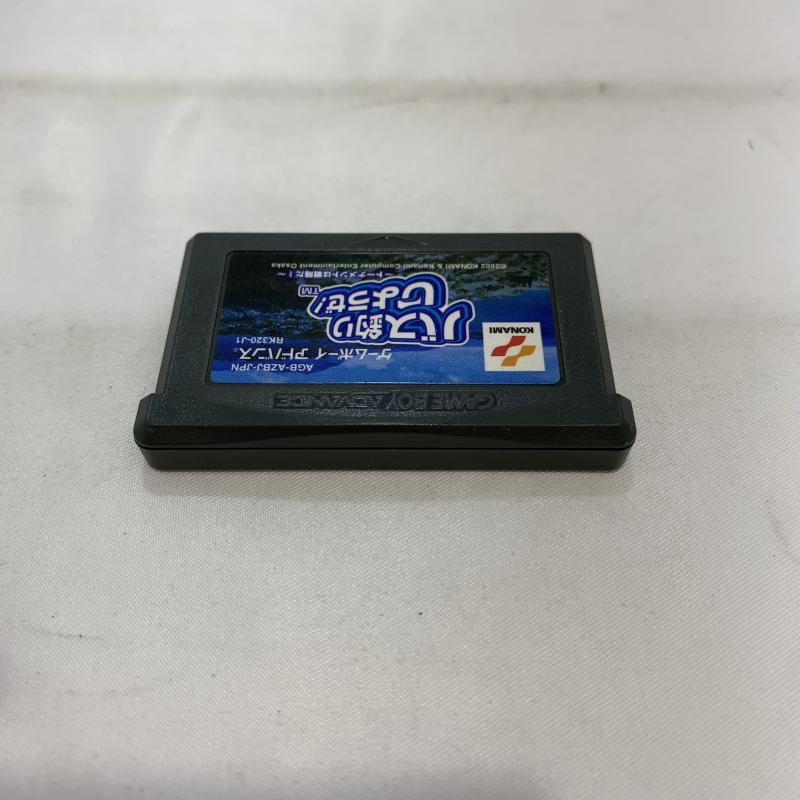 GAME BOY ADVANCE
AGB-AZBJ-JPN
RK320-J1
ゲームボーイ アドバンス
KONAMI
バス釣り
しようぜ!
TM
～トーナメントは戦略だ!～
©2002 KONAMI & Konami Computer Entertainment Osaka